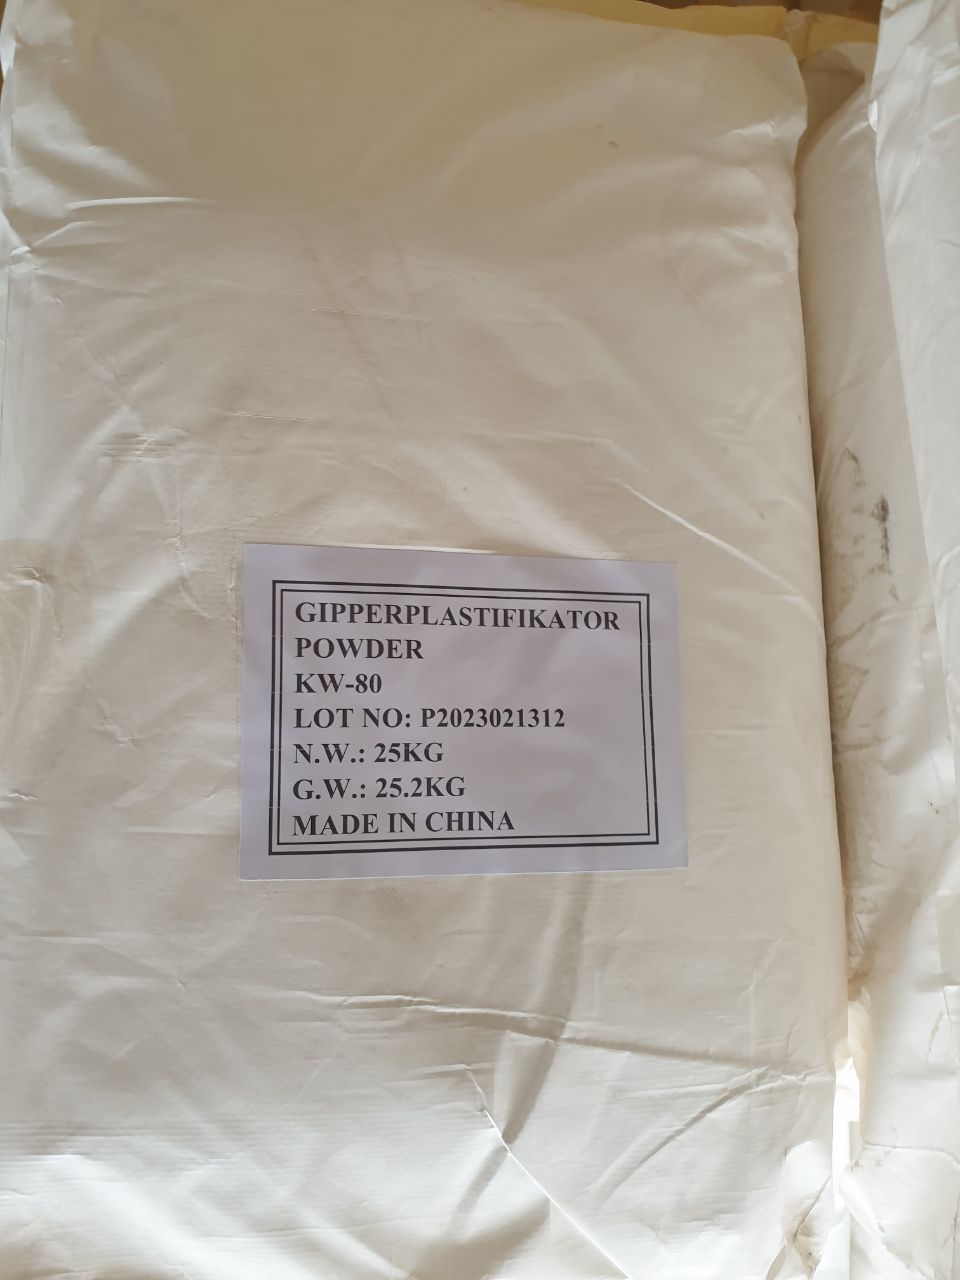 GIPPERPLASTIFIKATOR
POWDER
KW-80
LOT NO: P2023021312
N.W.: 25KG
G.W.: 25.2KG
MADE IN CHINA